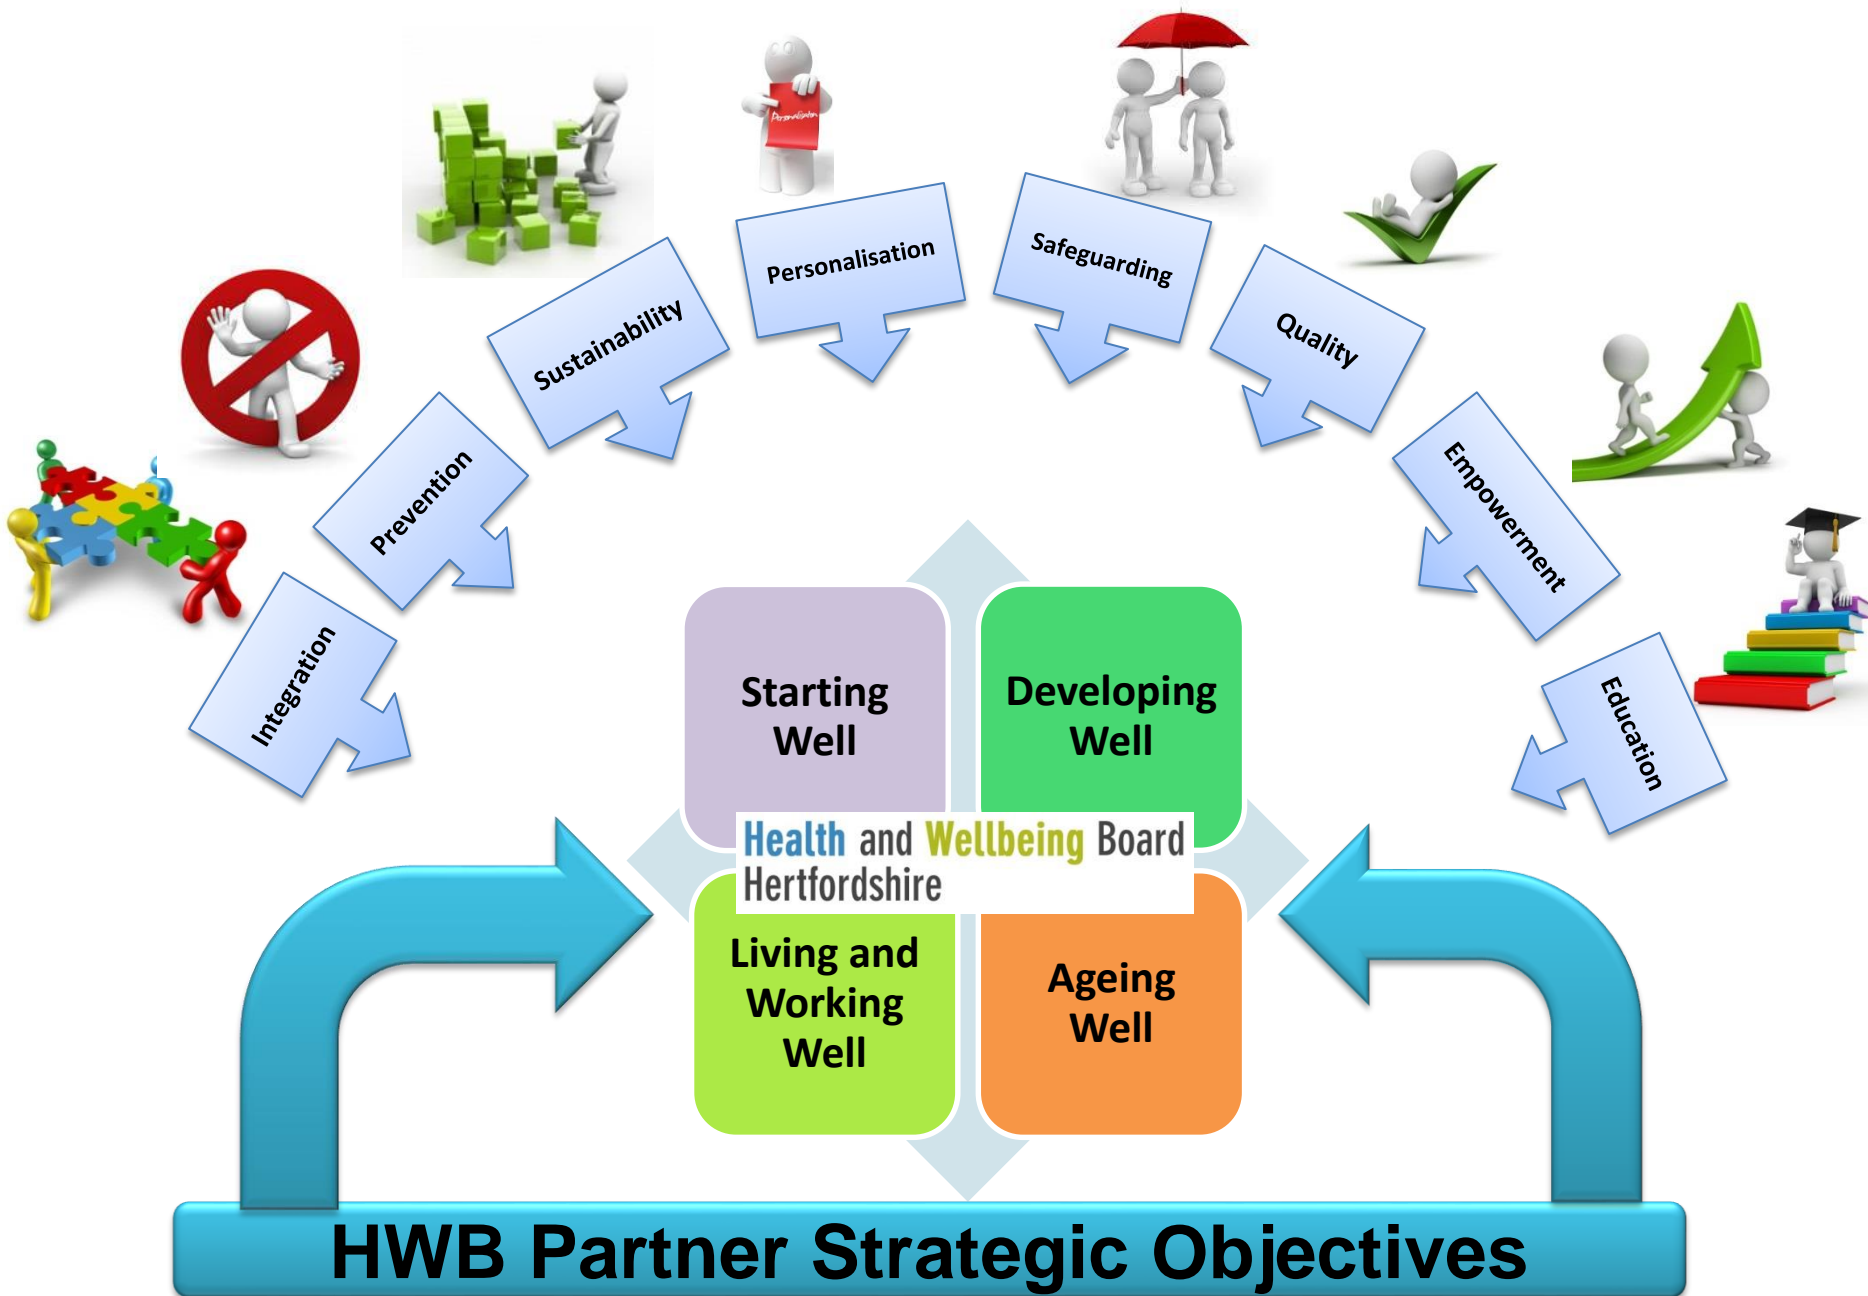 Personalisation
Integration
Prevention
Sustainability
Personalisation
Safeguarding
Quality
Empowerment
Education
Starting
Well
Developing
Well
Health and Wellbeing Board
Hertfordshire
Living and
Working
Well
Ageing
Well
HWB Partner Strategic Objectives